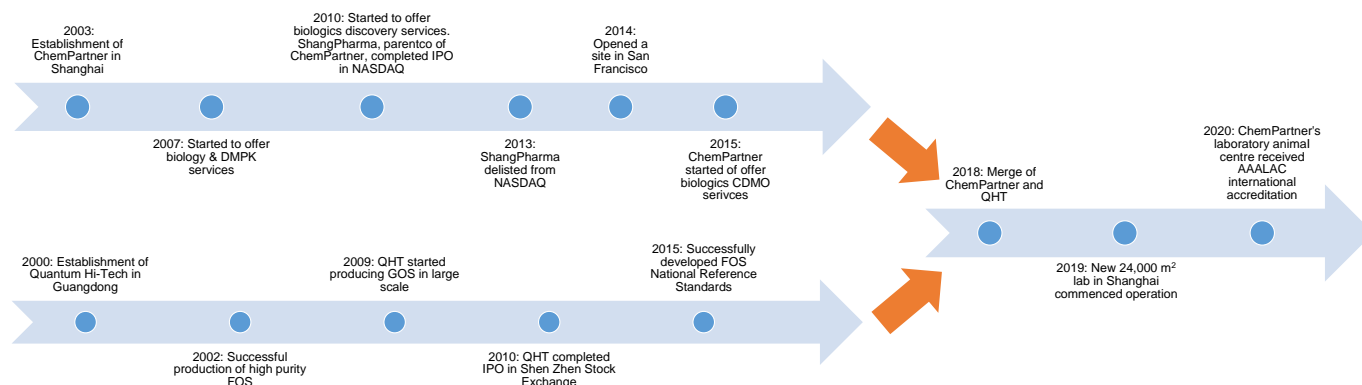 2003:
Establishment of
ChemPartner in
Shanghai
2007: Started to offer
biology & DMPK
services
2010: Started to offer
biologics discovery services.
ShangPharma, parentco of
ChemPartner, completed IPO
in NASDAQ
2013:
ShangPharma
delisted from
NASDAQ
2014:
Opened a
site in San
Francisco
2015:
ChemPartner
started of offer
biologics CDMO
serivces
2000: Establishment of
Quantum Hi-Tech in
Guangdong
2002: Successful
production of high purity
FOS
2009: QHT started
producing GOS in large
scale
2010: QHT completed
IPO in Shen Zhen Stock
Exchange
2015: Successfully
developed FOS
National Reference
Standards
2018: Merge of
ChemPartner and
QHT
2019: New 24,000 m²
lab in Shanghai
commenced operation
2020: ChemPartner's
laboratory animal
centre received
AAALAC
international
accreditation